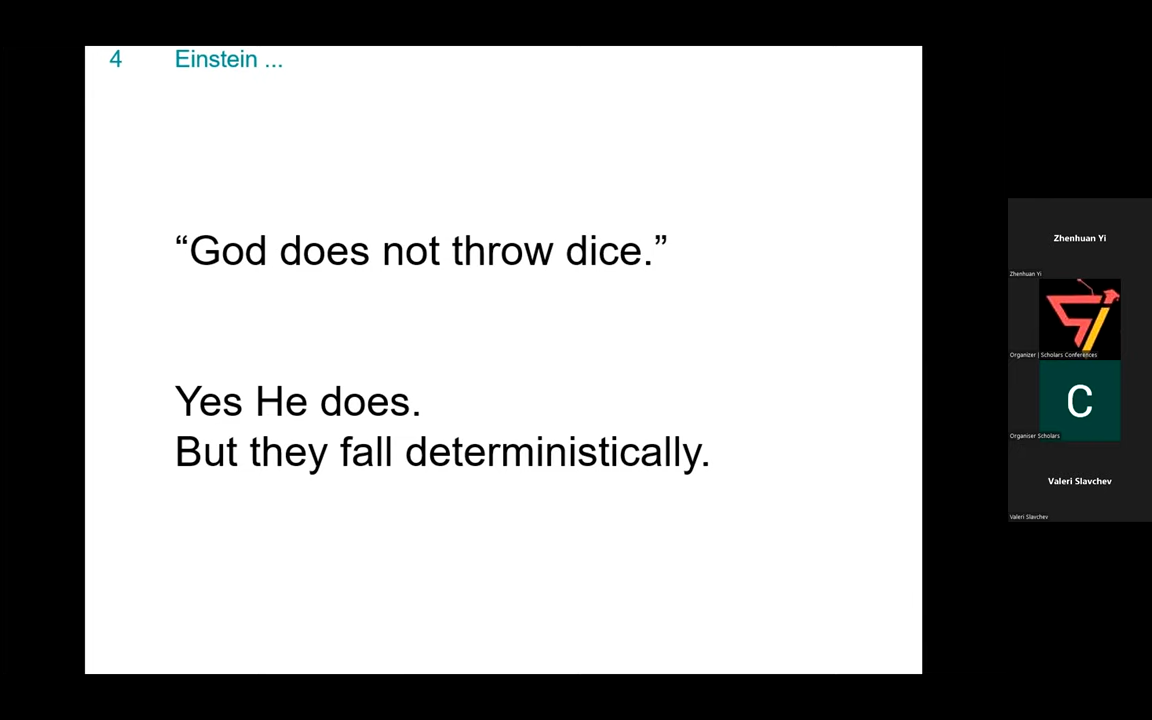 4 Einstein ...
“God does not throw dice.”
Yes He does.
But they fall deterministically.
Zhenhuan Yi
Zhenhuan Yi
Organizer | Scholars Conferences
C
Organiser Scholars
Valeri Slavchev
Valeri Slavchev